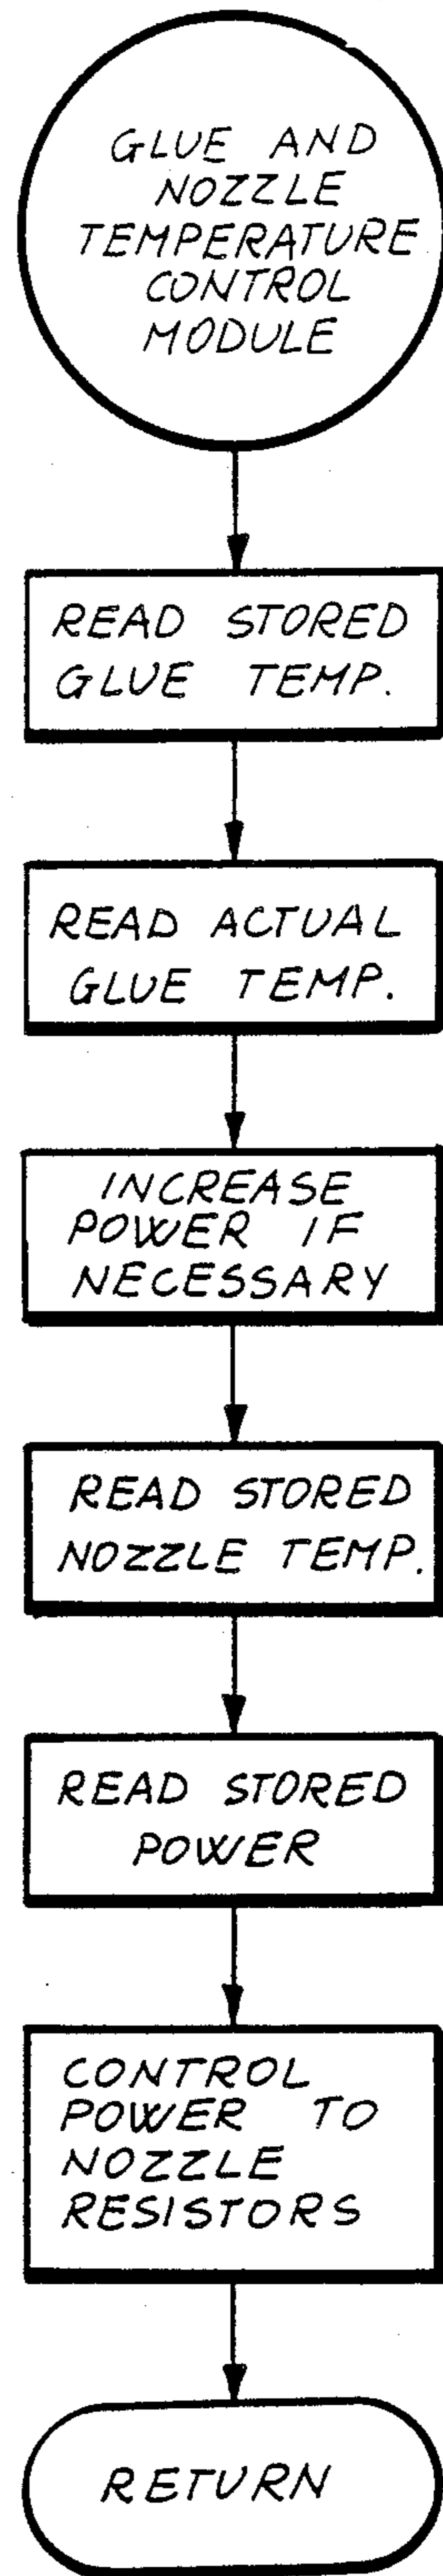 GLUE AND
NOZZLE
TEMPERATURE
CONTROL
MODULE
READ STORED
GLUE TEMP.
READ ACTUAL
GLUE TEMP.
INCREASE
POWER IF
NECESSARY
READ STORED
NOZZLE TEMP.
READ STORED
POWER
CONTROL
POWER TO
NOZZLE
RESISTORS
RETURN